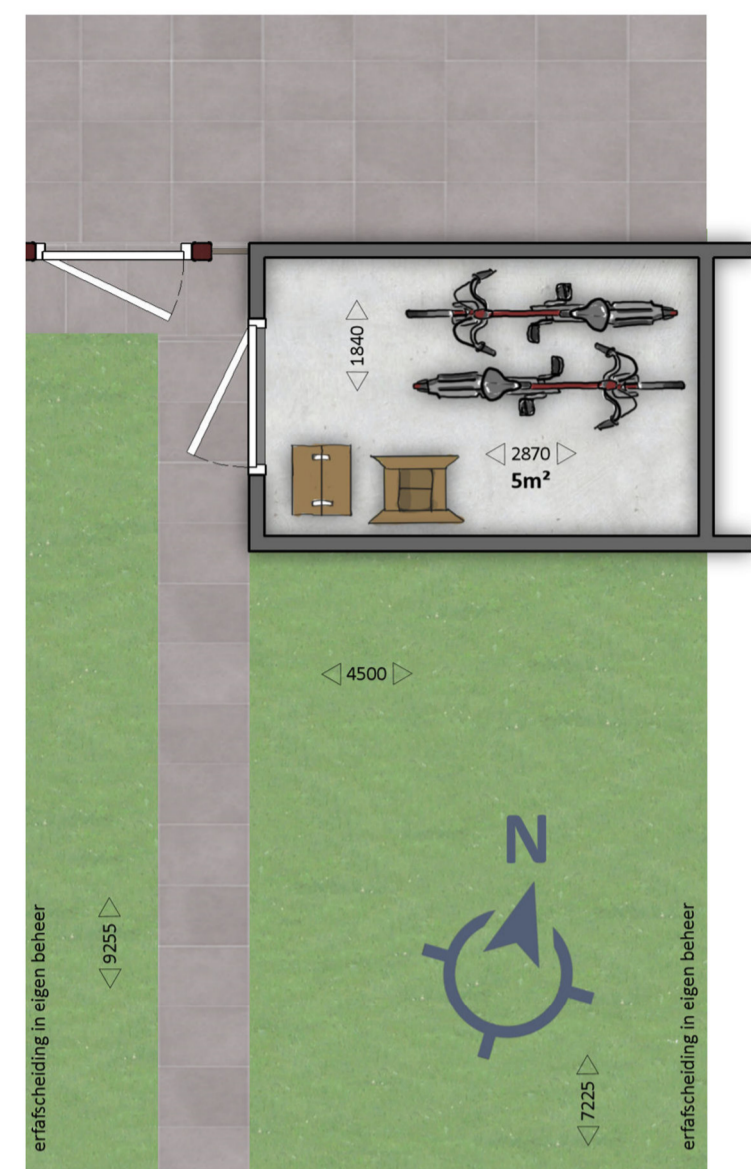 1840
2870
5m²
4500
N
9255
erfafscheiding in eigen beheer
7225
erfafscheiding in eigen beheer